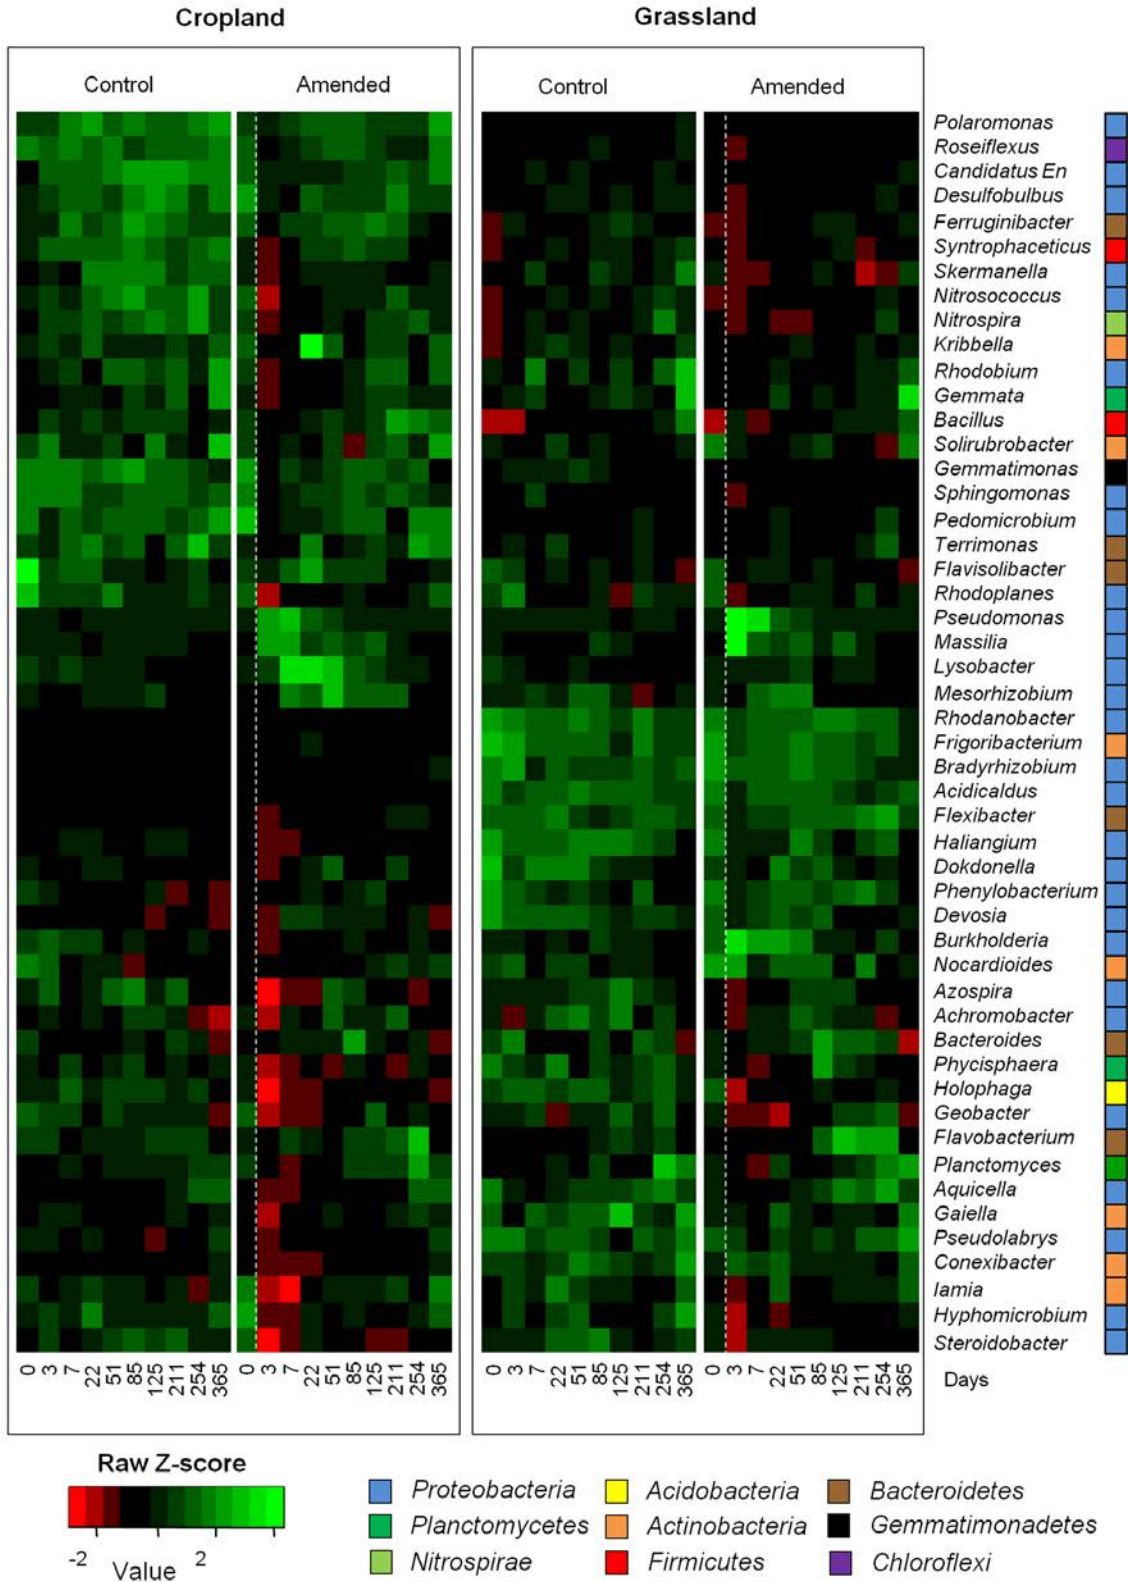 Cropland Grassland
Control Amended Control Amended
Polaromonas
Roseiflexus
Candidatus En
Desulfobulbus
Ferruginibacter
Syntrophaceticus
Skermanella
Nitrosococcus
Nitrospira
Kribbella
Rhodobium
Gemmata
Bacillus
Solirubrobacter
Gemmatimonas
Sphingomonas
Pedomicrobium
Terrimonas
Flavisolibacter
Rhodoplanes
Pseudomonas
Massilia
Lysobacter
Mesorhizobium
Rhodanobacter
Frigoribacterium
Bradyrhizobium
Acidicaldus
Flexibacter
Haliangium
Dokdonella
Phenylobacterium
Devosia
Burkholderia
Nocardioides
Azospira
Achromobacter
Bacteroides
Phycisphaera
Holophaga
Geobacter
Flavobacterium
Planctomyces
Aquicella
Gaiella
Pseudolabrys
Conexibacter
Iamia
Hyphomicrobium
Steroidobacter
0 3 7 22 51 85 125 211 254 365 0 3 7 22 51 85 125 211 254 365 0 3 7 22 51 85 125 211 254 365 0 3 7 22 51 85 125 211 254 365 Days
Raw Z-score
-2 2
Value
Proteobacteria Acidobacteria Bacteroidetes
Planctomycetes Actinobacteria Gemmatimonadetes
Nitrospirae Firmicutes Chloroflexi